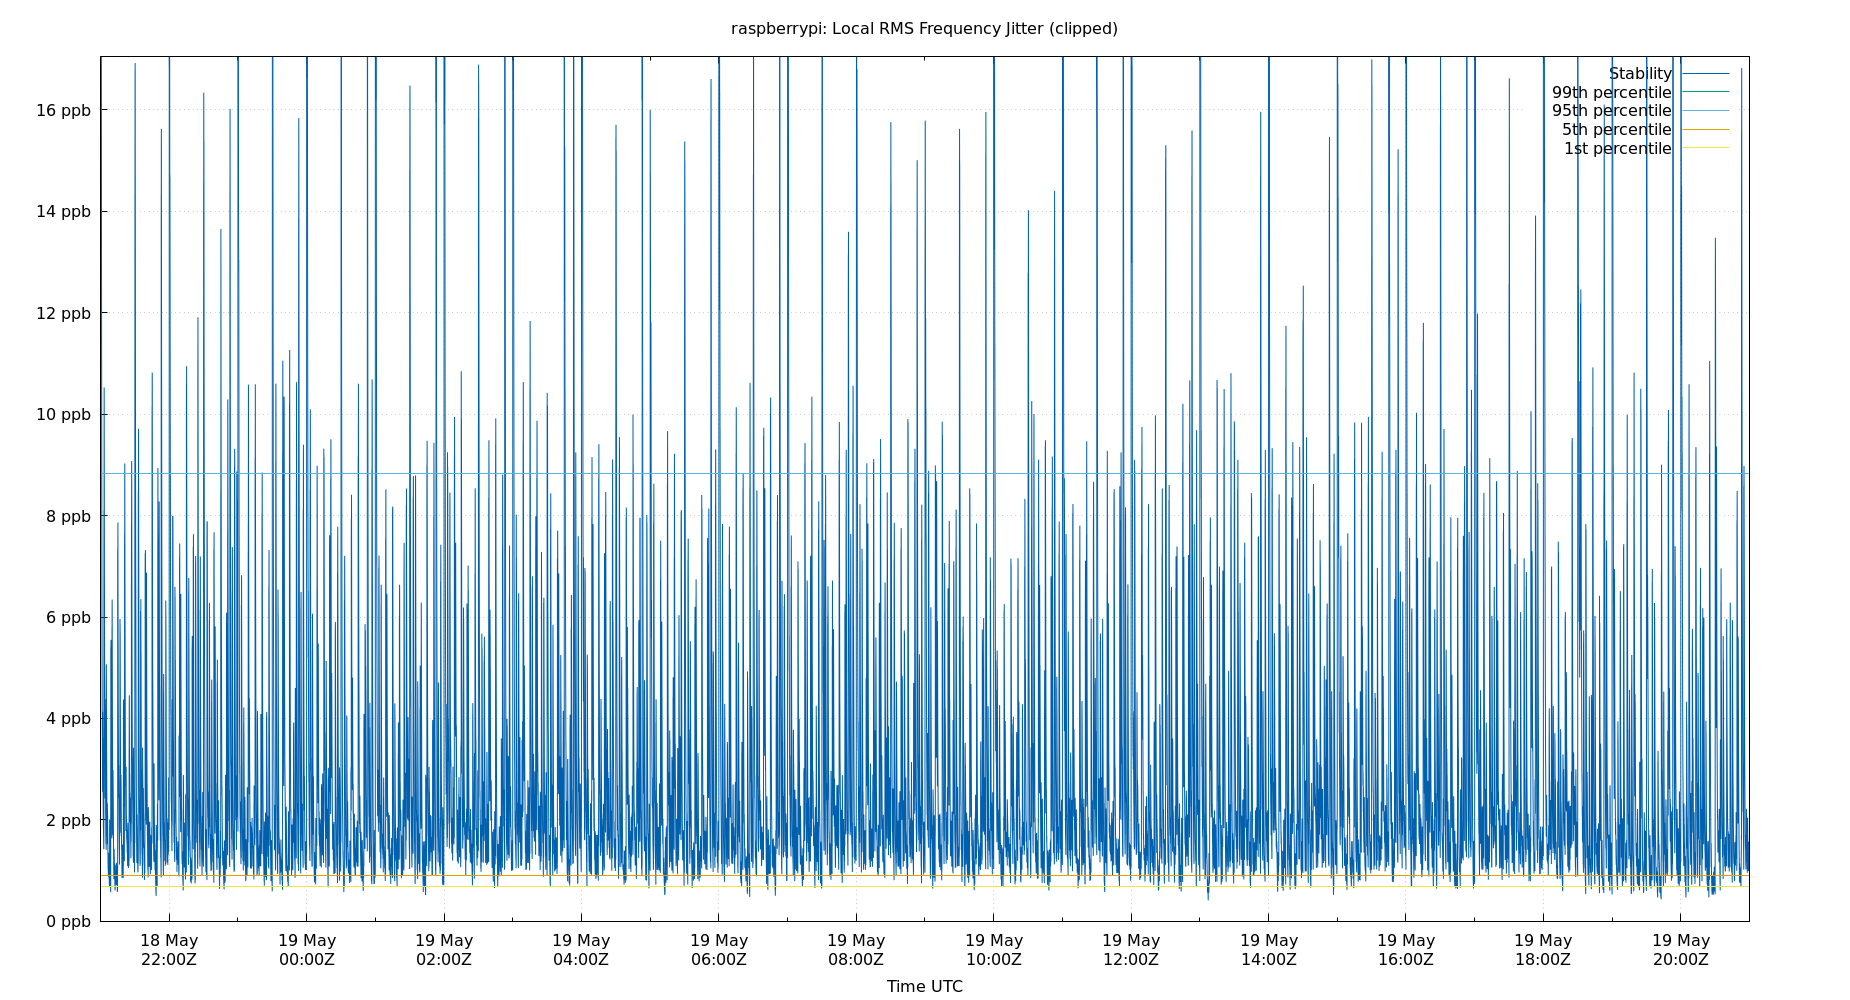 raspberrypi: Local RMS Frequency Jitter (clipped)
Stability
99th percentile
95th percentile
5th percentile
1st percentile
16 ppb
14 ppb
12 ppb
10 ppb
8 ppb
6 ppb
4 ppb
2 ppb
0 ppb
18 May 19 May 19 May 19 May 19 May 19 May 19 May 19 May 19 May 19 May 19 May 19 May
22:00Z 00:00Z 02:00Z 04:00Z 06:00Z 08:00Z 10:00Z 12:00Z 14:00Z 16:00Z 18:00Z 20:00Z
Time UTC